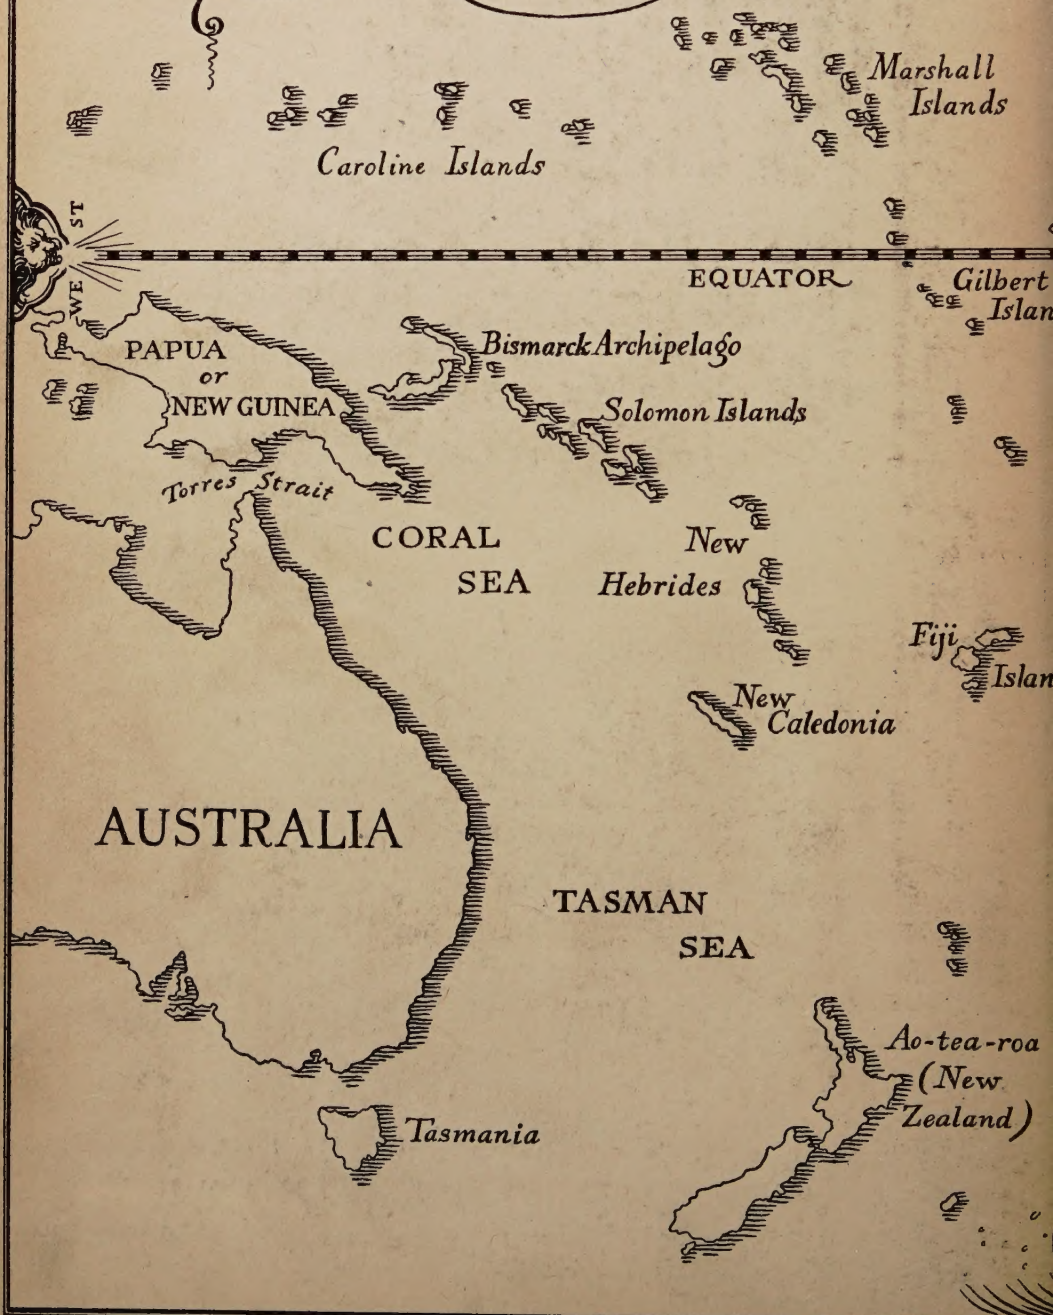 Marshall
Islands
Caroline Islands
WEST
EQUATOR
Gilbert
Islan
PAPUA
or
NEW GUINEA
Bismarck Archipelago
Solomon Islands
Torres Strait
CORAL
SEA
New
Hebrides
Fiji
Islan
New
Caledonia
AUSTRALIA
TASMAN
SEA
Ao-tea-roa
(New
Zealand)
Tasmania